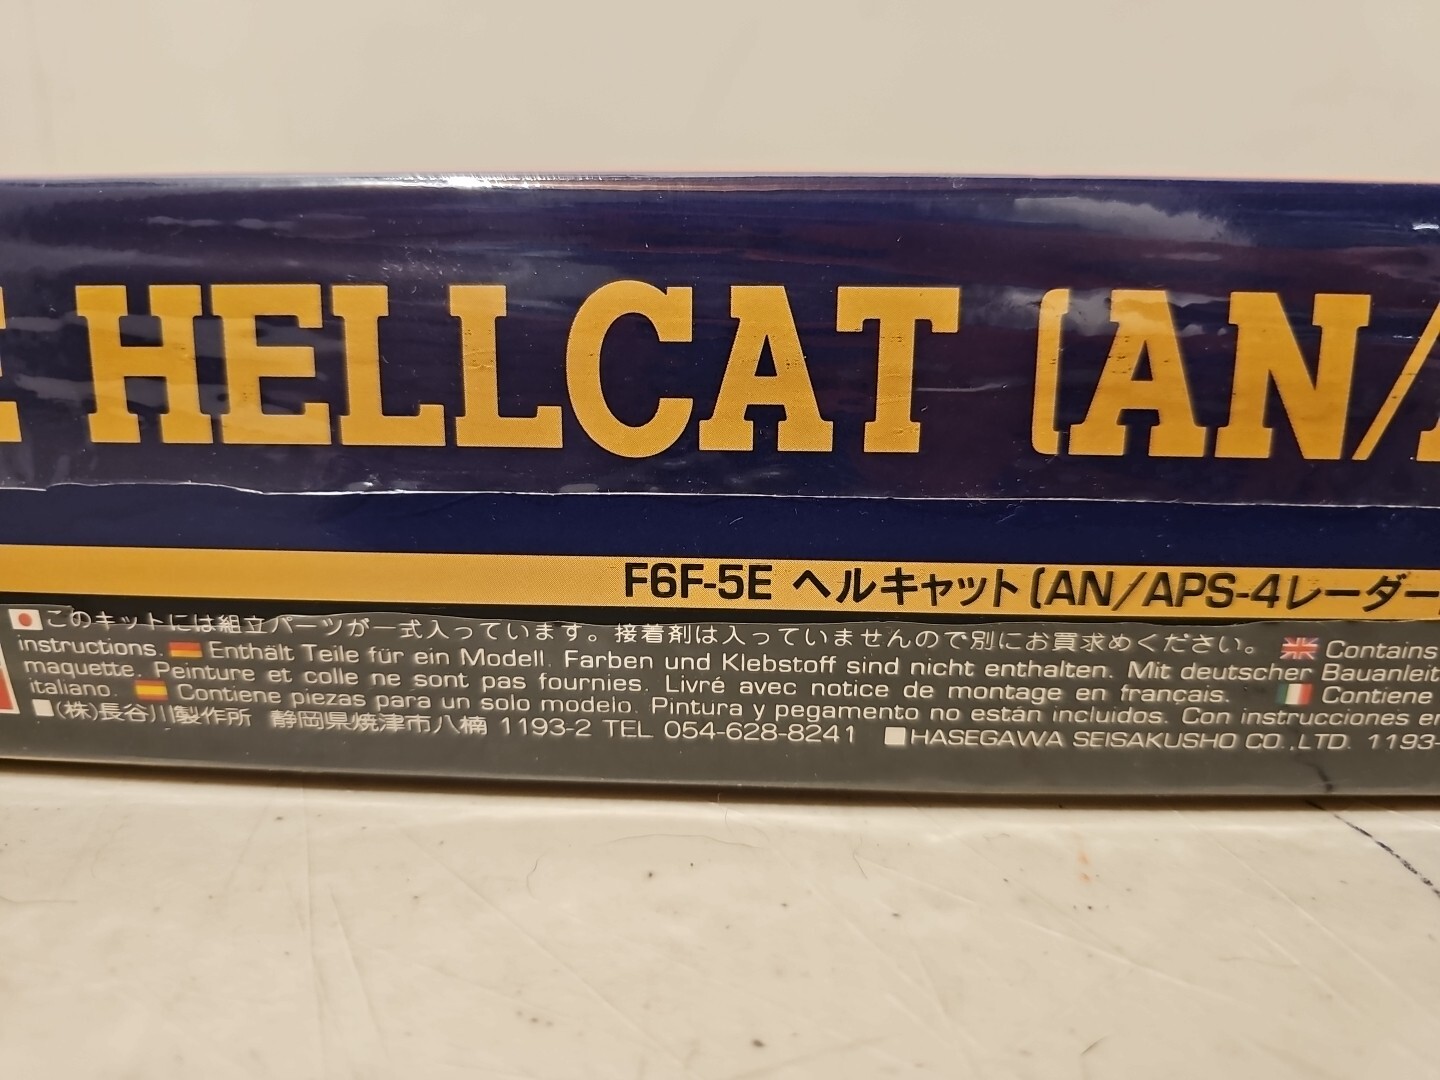 HELLCAT (AN/
F6F-5E ヘルキャット (AN/APS-4レーダー
このキットには組立パーツが一式入っています。接着剤は入っていませんので別にお買求めください。 Contains
instructions. Enthält Teile für ein Modell. Farben und Klebstoff sind nicht enthalten. Mit deutscher Bauanleit
maquette. Peinture et colle ne sont pas fournies. Livré avec notice de montage en français. Contiene
italiano. Contiene piezas para un solo modelo. Pintura y pegamento no están incluidos. Con instrucciones en
■(株)長谷川製作所 静岡県焼津市八楠 1193-2 TEL 054-628-8241 ■HASEGAWA SEISAKUSHO CO.,LTD. 1193-